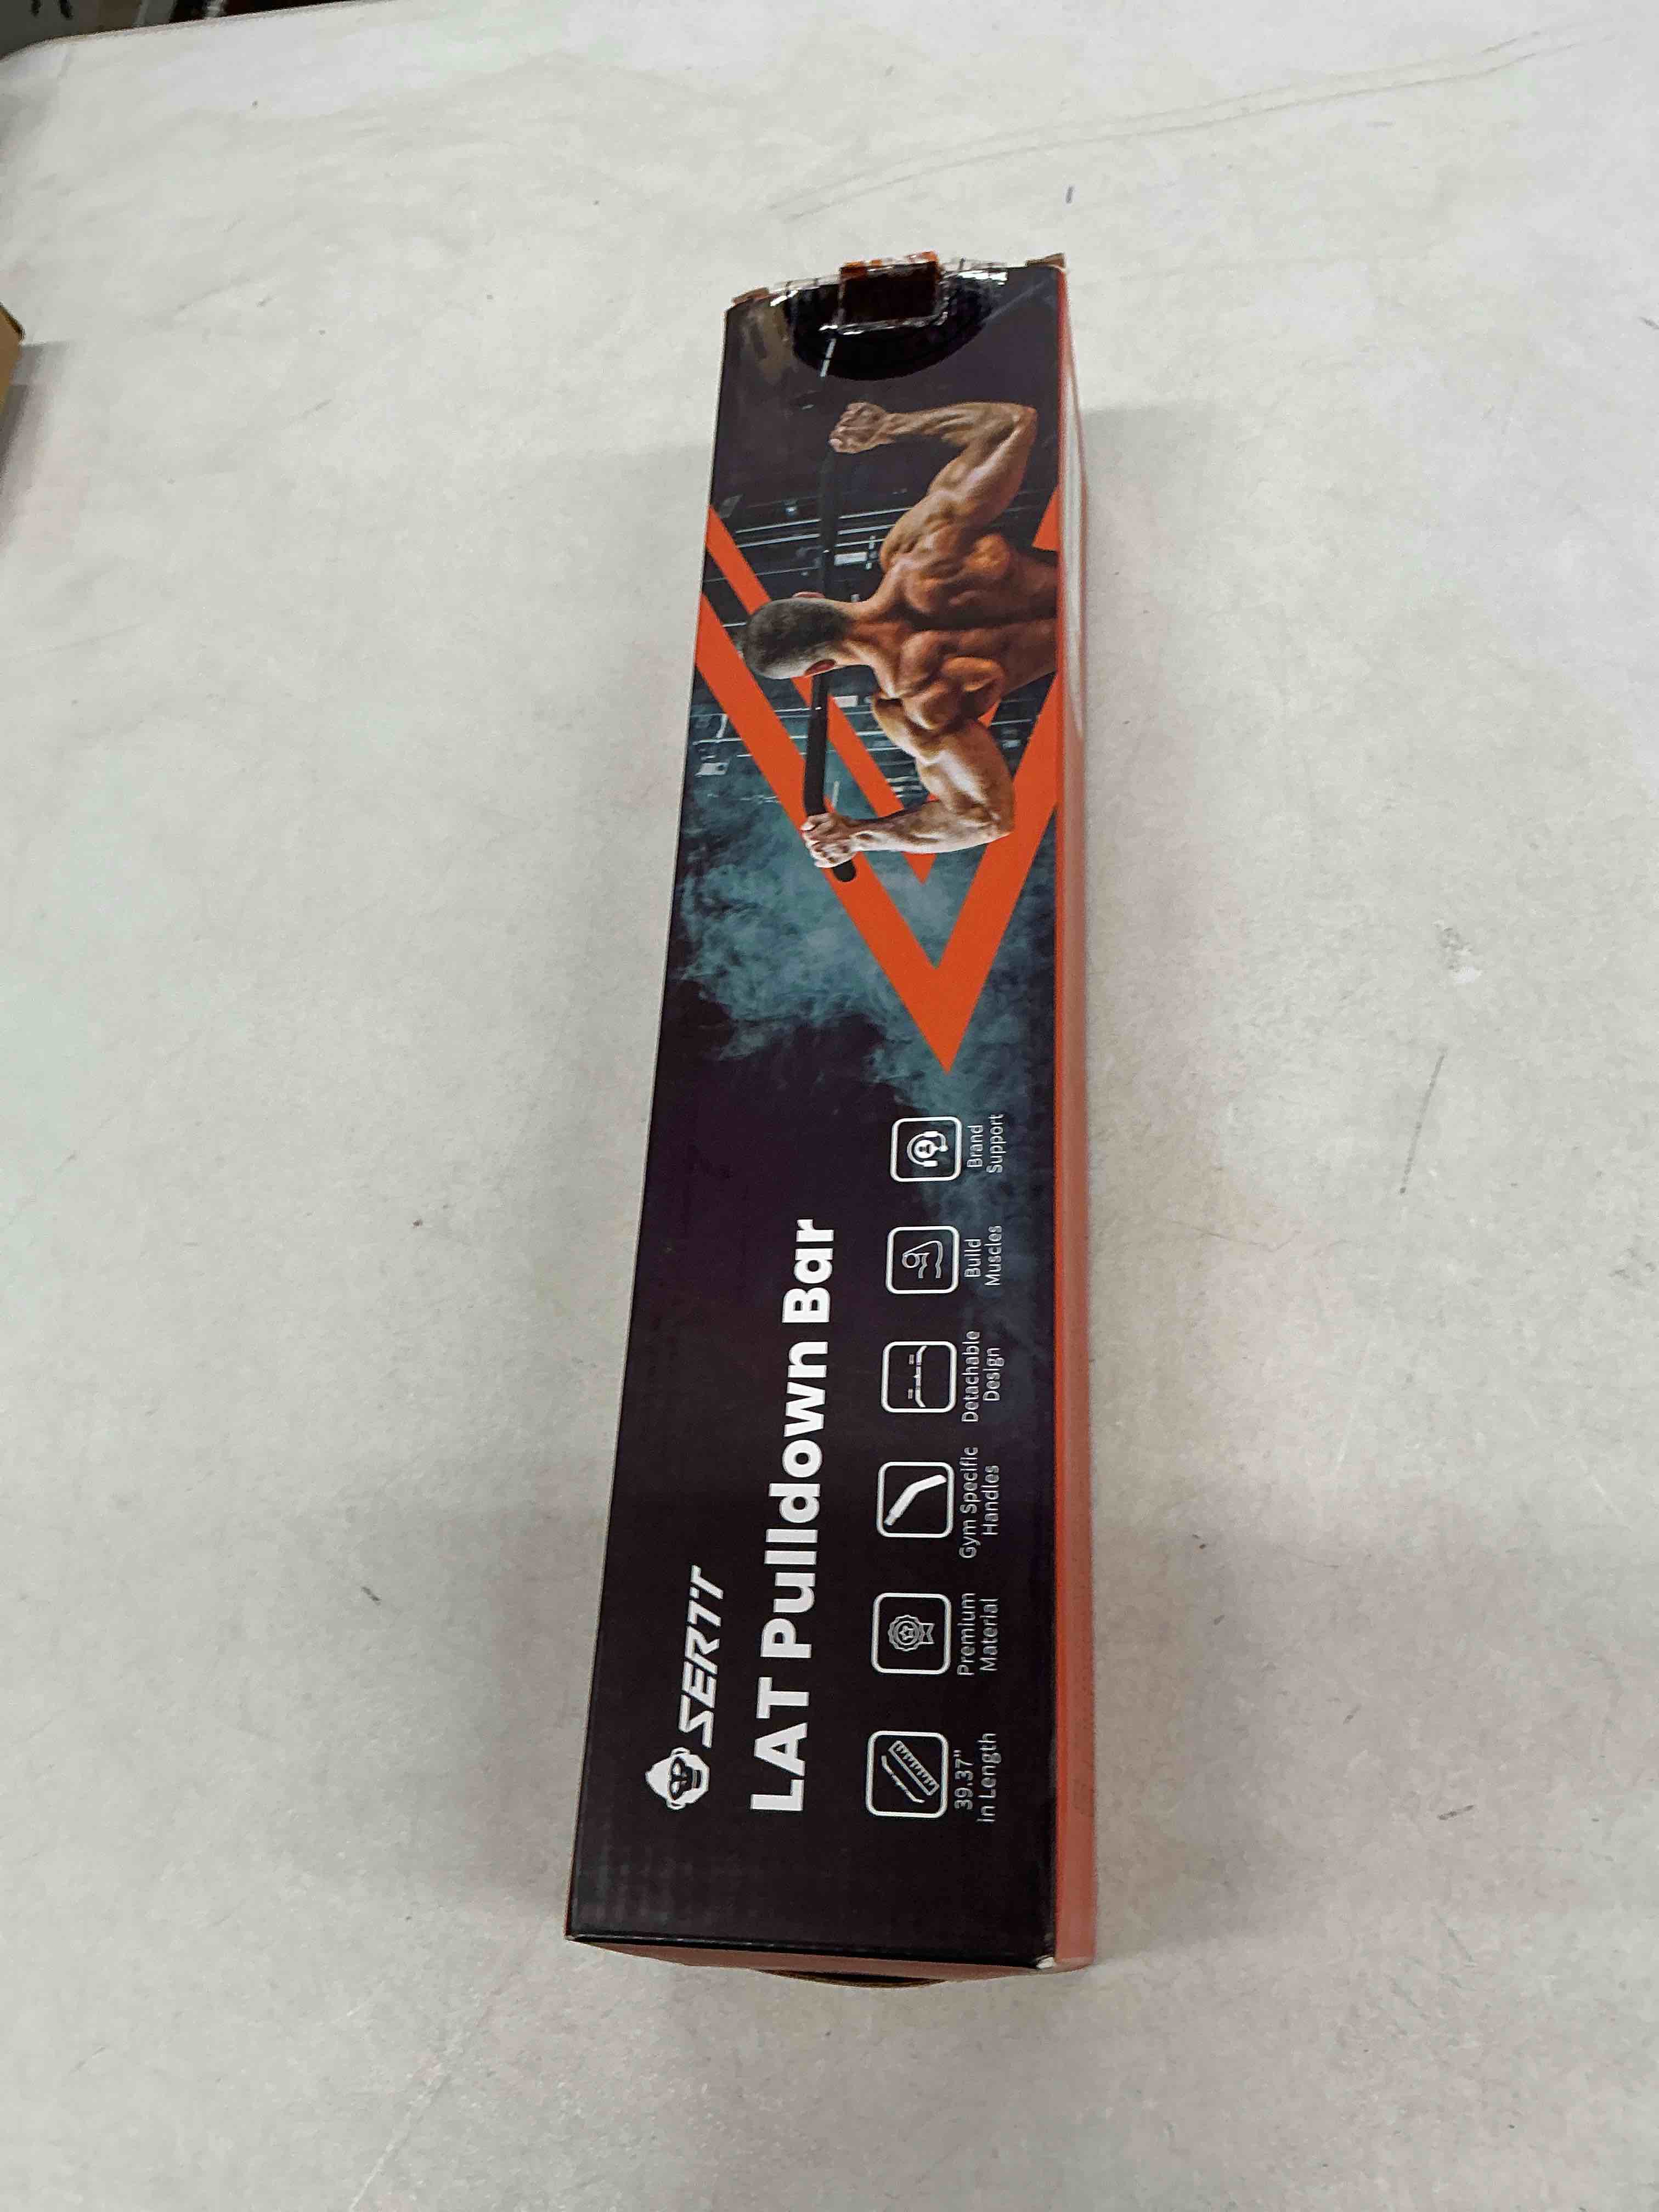 SERTT
LAT Pulldown Bar
39.37"
in Length
Premium
Material
Gym Specific
Handles
Detachable
Design
Build
Muscles
Brand
Support